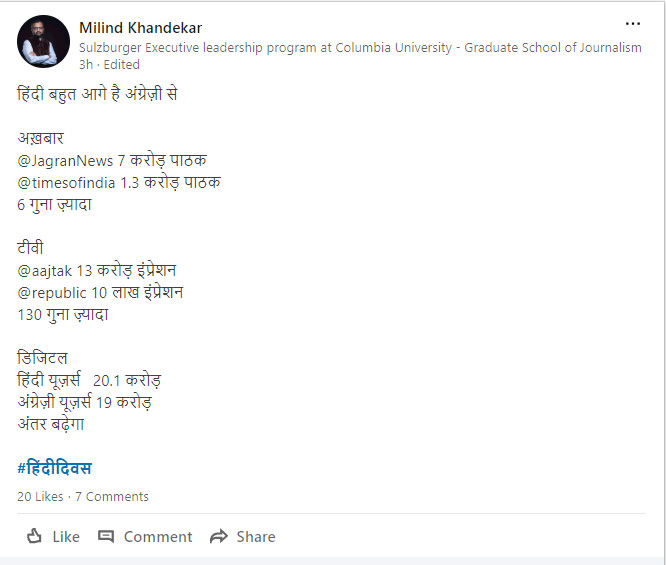 Milind Khandekar
Sulzburger Executive leadership program at Columbia University - Graduate School of Journalism
3h · Edited
हिंदी बहुत आगे है अंग्रेज़ी से
अख़बार
@JagranNews 7 करोड़ पाठक
@timesofindia 1.3 करोड़ पाठक
6 गुना ज़्यादा
टीवी
@aajtak 13 करोड़ इंप्रेशन
@republic 10 लाख इंप्रेशन
130 गुना ज़्यादा
डिजिटल
हिंदी यूज़र्स 20.1 करोड़
अंग्रेज़ी यूज़र्स 19 करोड़
अंतर बढ़ेगा
#हिंदीदिवस
20 Likes · 7 Comments
Like Comment Share